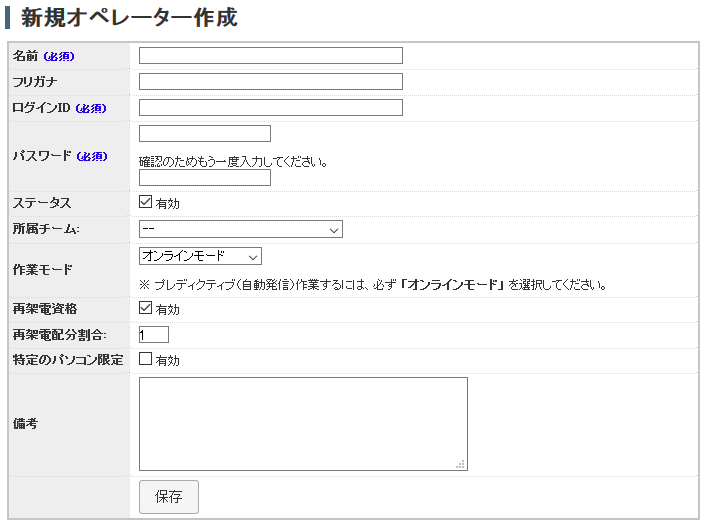 新規オペレーター作成
名前 (必須)
フリガナ
ログインID (必須)
パスワード (必須)
確認のためもう一度入力してください。
ステータス
有効
所属チーム:
--
作業モード
オンラインモード
※ プレディクティブ(自動発信)作業するには、必ず「オンラインモード」を選択してください。
再架電資格
有効
再架電配分割合:
1
特定のパソコン限定
有効
備考
保存